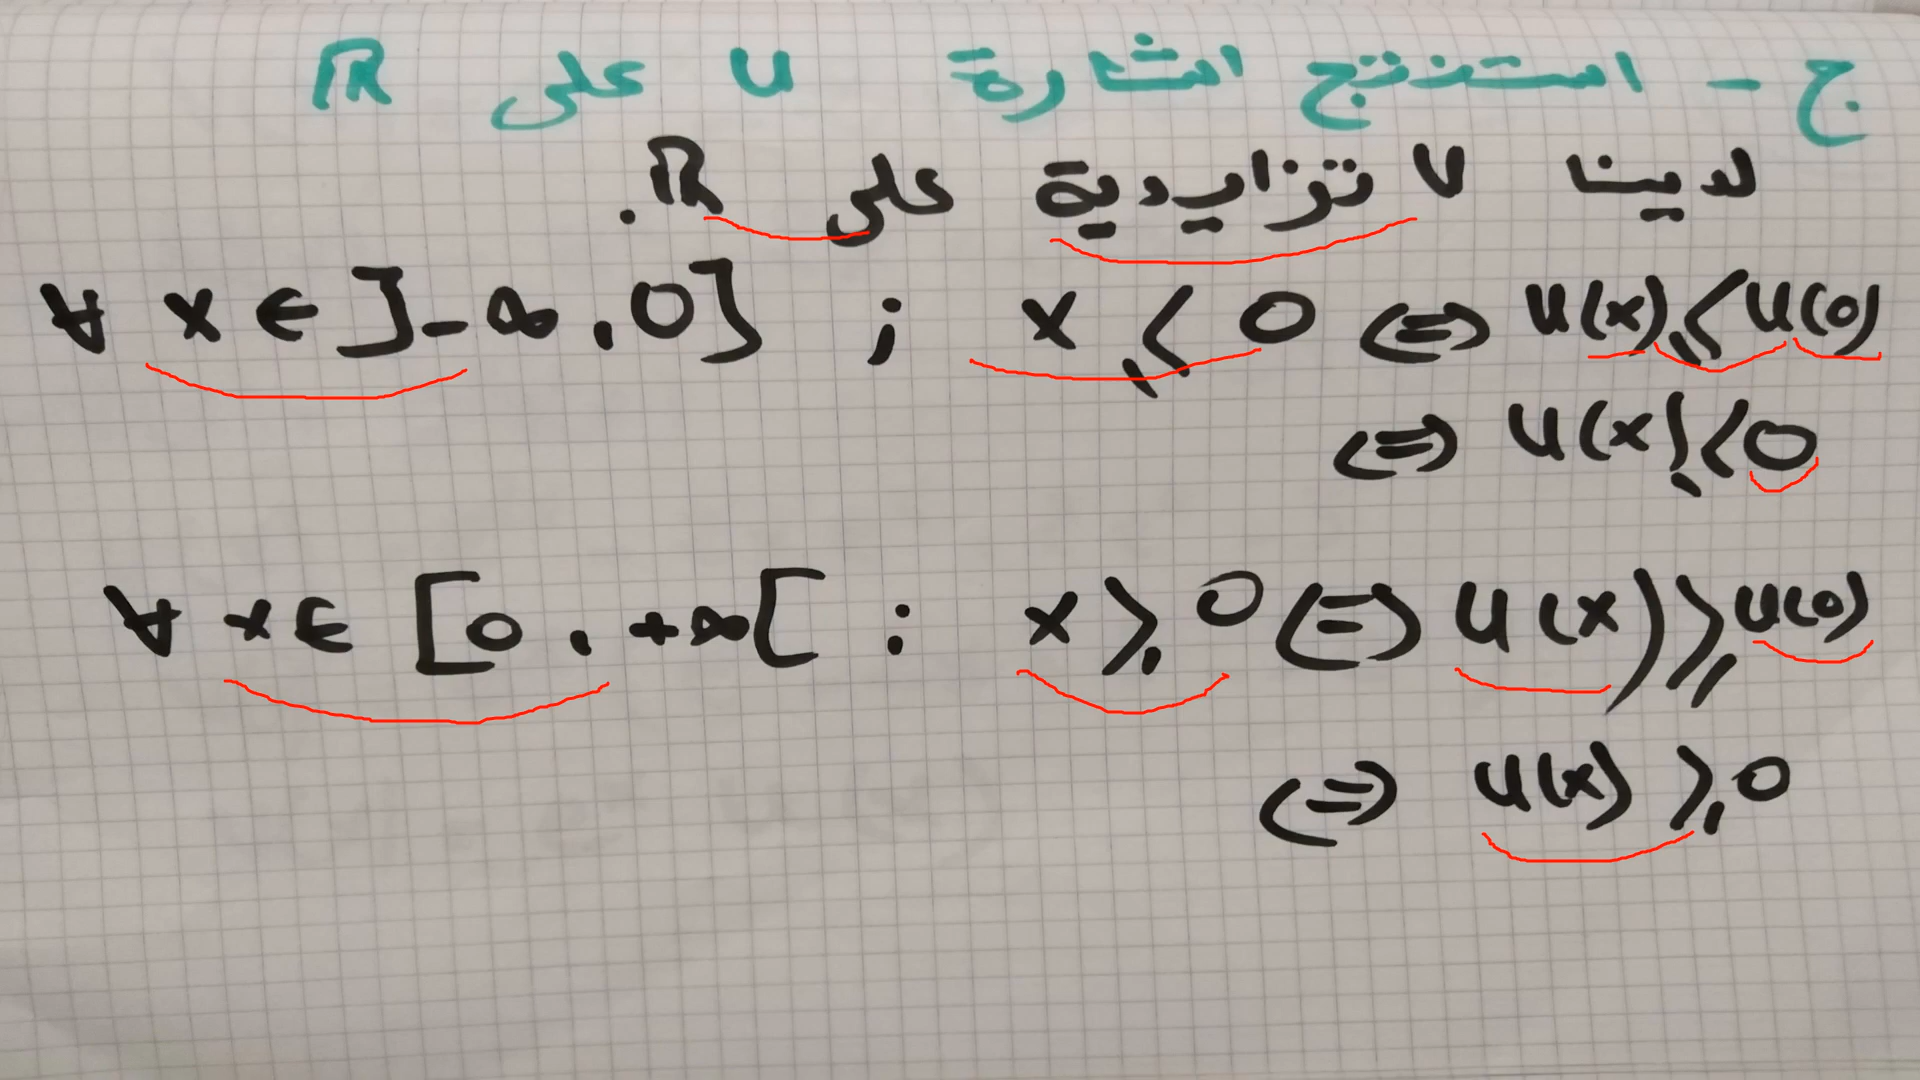 ج - استنتج اشارة u على ℝ
لدينا u تزايدية على ℝ.
∀ x ∈ ]-∞, 0] ; x ⩽ 0 ⇔ u(x) ⩽ u(0)
⇔ u(x) ⩽ 0
∀ x ∈ [0, +∞[ : x ⩾ 0 ⇔ u(x) ⩾ u(0)
⇔ u(x) ⩾ 0